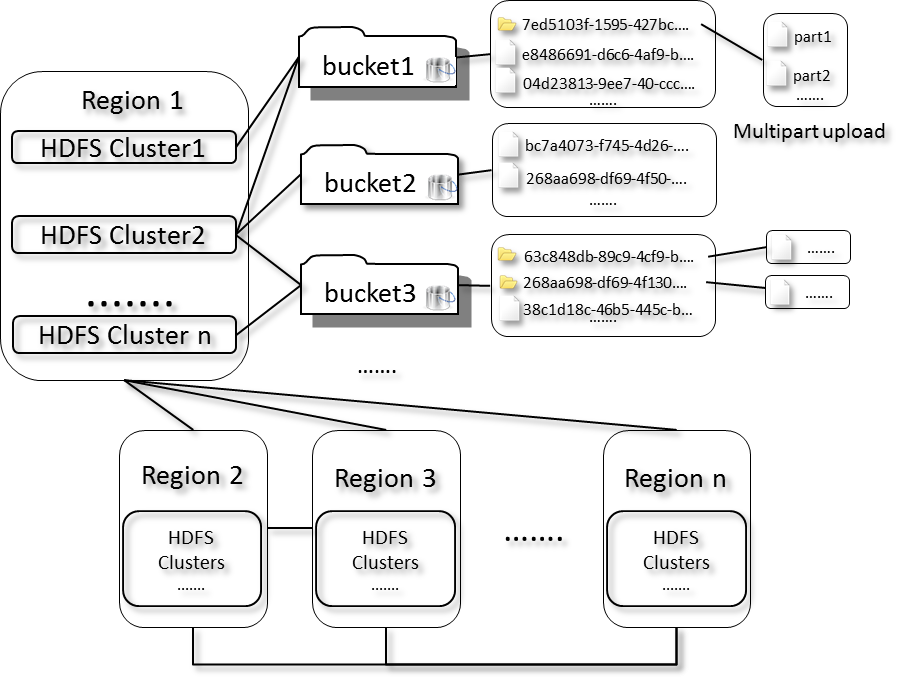 Region 1
HDFS Cluster1
HDFS Cluster2
.......
HDFS Cluster n
bucket1
bucket2
bucket3
.......
7ed5103f-1595-427bc....
e8486691-d6c6-4af9-b....
04d23813-9ee7-40-ccc....
.......
part1
part2
.......
Multipart upload
bc7a4073-f745-4d26-....
268aa698-df69-4f50-....
.......
63c848db-89c9-4cf9-b....
268aa698-df69-4f130....
38c1d18c-46b5-445c-b...
.......
.......
.......
Region 2
HDFS
Clusters
.......
Region 3
HDFS
Clusters
.......
.......
Region n
HDFS
Clusters
.......